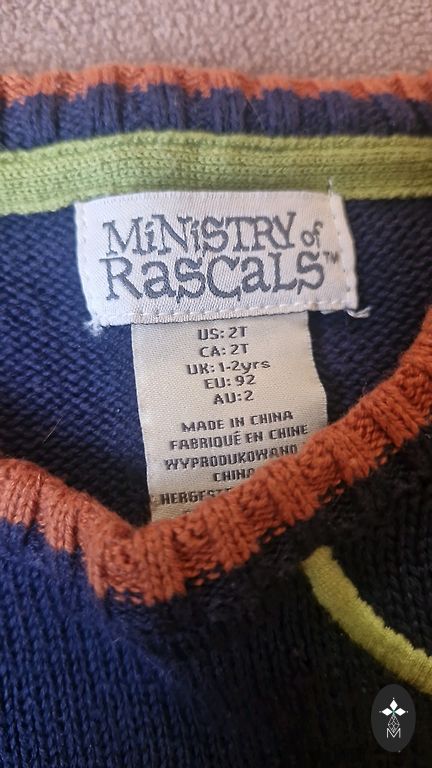 MiNiSTRY of
RaSCaLS™
US: 2T
CA: 2T
UK: 1-2yrs
EU: 92
AU: 2
MADE IN CHINA
FABRIQUÉ EN CHINE
WYPRODUKOWANO
CHINA